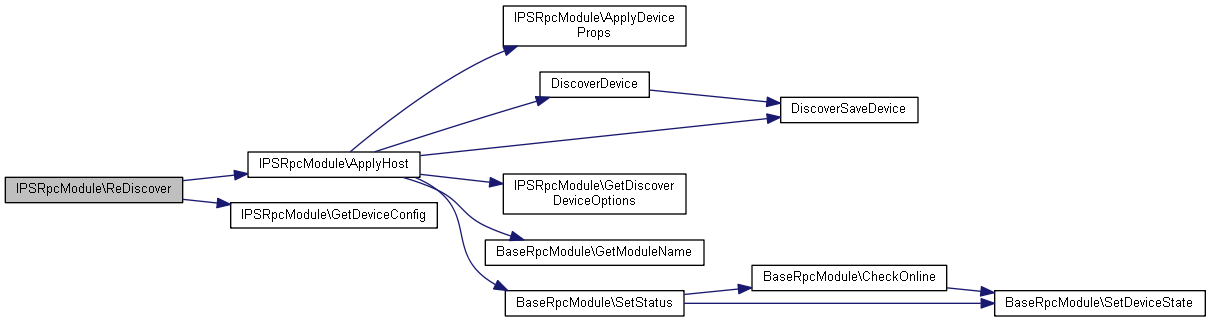 IPSRpcModule\ApplyDevice
Props
DiscoverDevice
DiscoverSaveDevice
IPSRpcModule\ApplyHost
IPSRpcModule\ReDiscover
IPSRpcModule\GetDiscover
DeviceOptions
IPSRpcModule\GetDeviceConfig
BaseRpcModule\GetModuleName
BaseRpcModule\CheckOnline
BaseRpcModule\SetStatus
BaseRpcModule\SetDeviceState